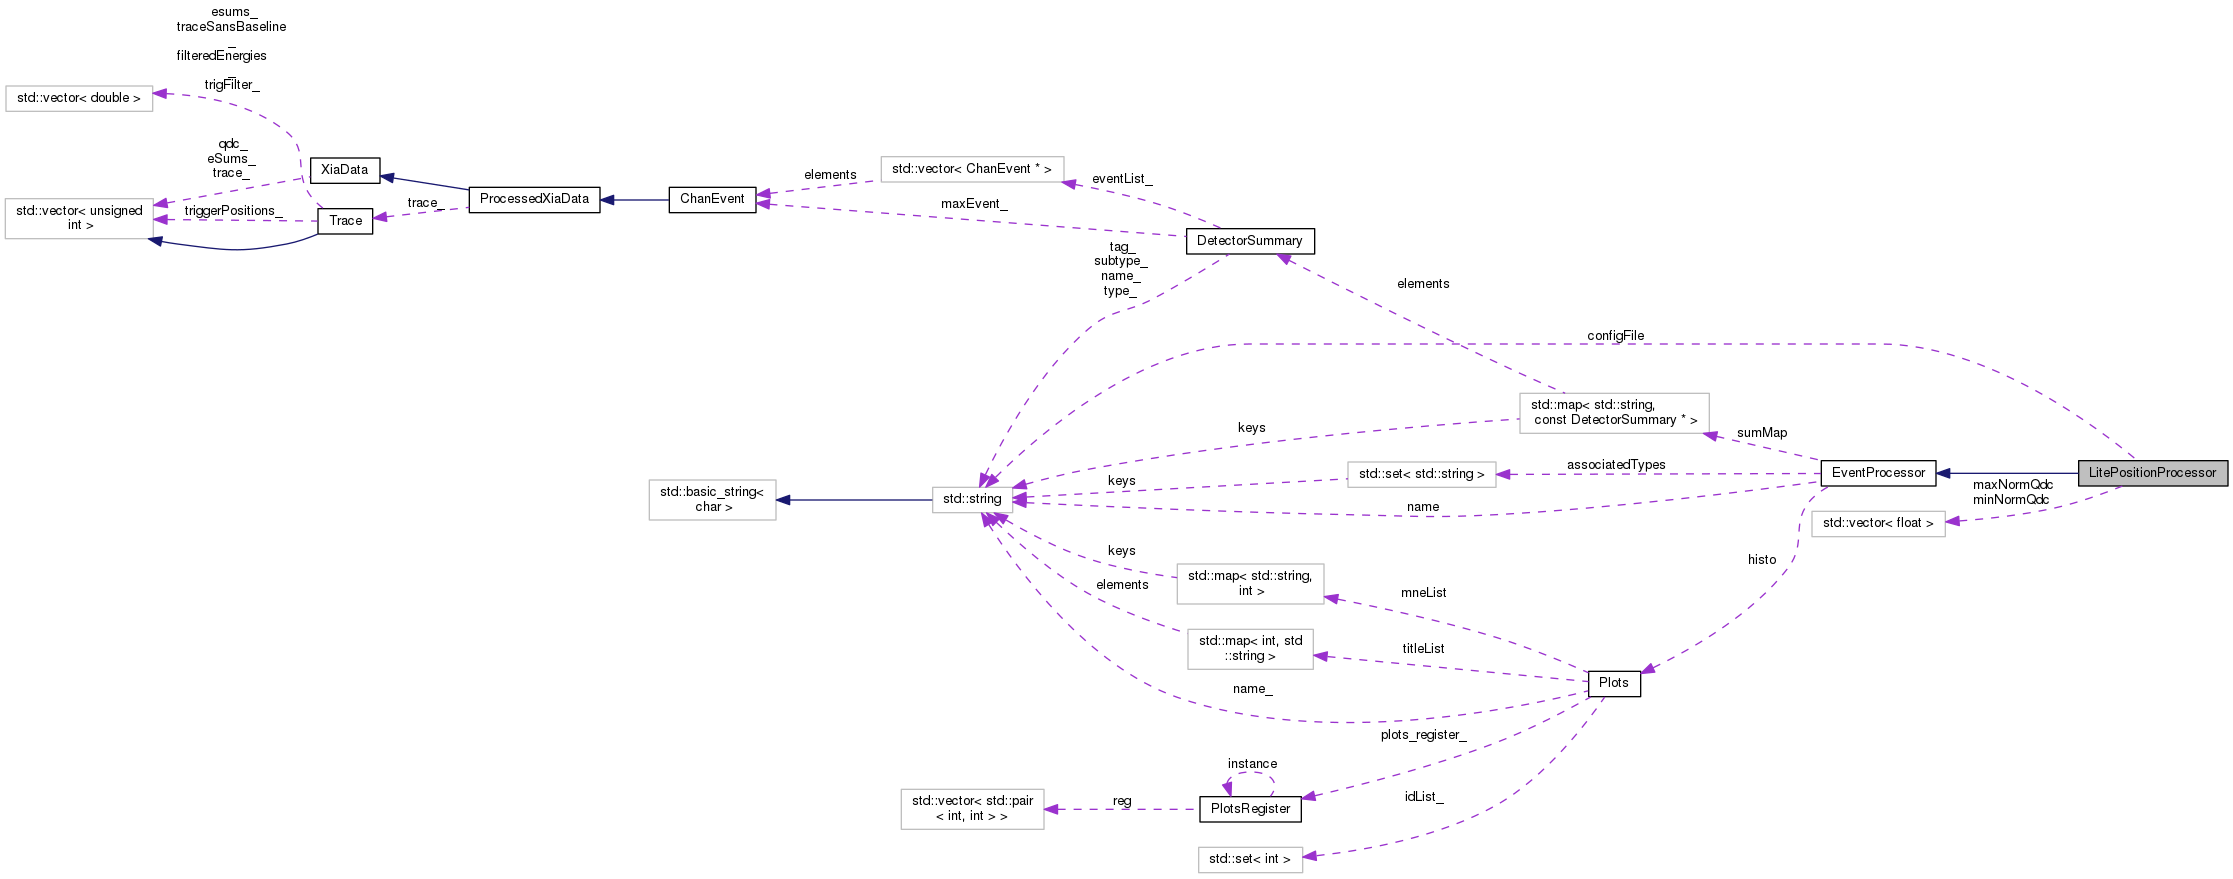 esums_
traceSansBaseline
_
filteredEnergies
_
trigFilter_
std::vector< double >
qdc_
eSums_
trace_
XiaData
std::vector< unsigned
int >
triggerPositions_
Trace
trace_
ProcessedXiaData
ChanEvent
elements
std::vector< ChanEvent * >
eventList_
maxEvent_
DetectorSummary
tag_
subtype_
name_
type_
elements
configFile
std::map< std::string,
const DetectorSummary * >
keys
sumMap
std::set< std::string >
associatedTypes
EventProcessor
LitePositionProcessor
keys
maxNormQdc
minNormQdc
std::basic_string<
char >
std::string
name
std::vector< float >
keys
histo
std::map< std::string,
int >
elements
mneList
std::map< int, std
::string >
titleList
name_
Plots
plots_register_
instance
std::vector< std::pair
< int, int > >
reg
PlotsRegister
idList_
std::set< int >